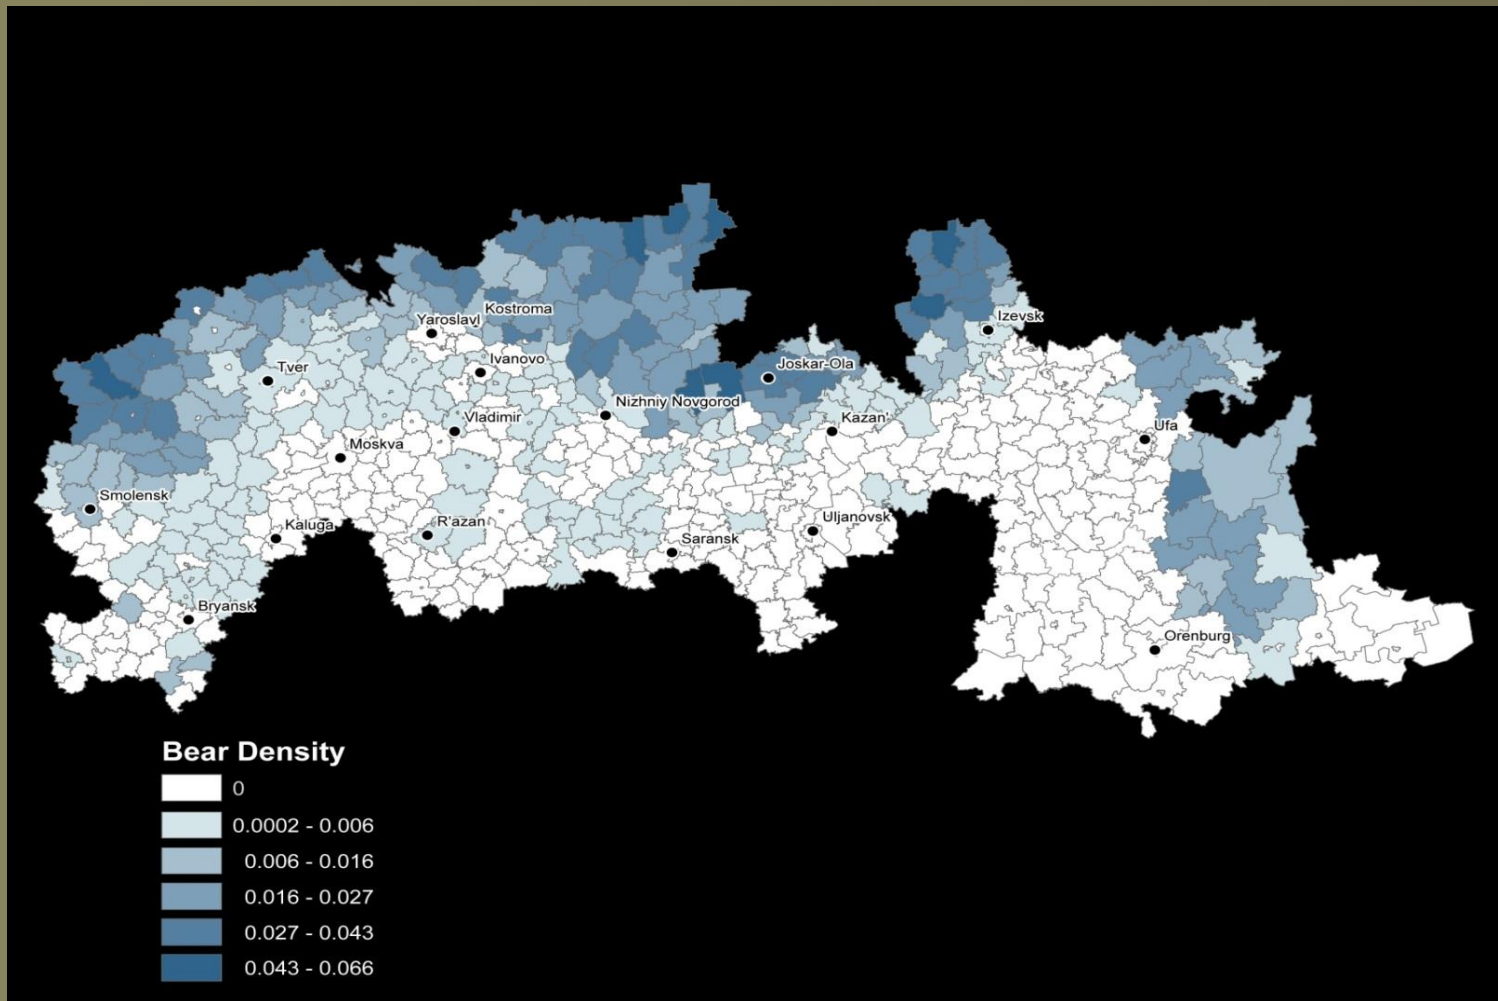 Kostroma
Yaroslavl
Izevsk
Ivanovo
Joskar-Ola
Tver
Nizhniy Novgorod
Vladimir
Kazan'
Ufa
Moskva
Smolensk
Kaluga
R'azan
Uljanovsk
Saransk
Bryansk
Orenburg
Bear Density
0
0.0002 - 0.006
0.006 - 0.016
0.016 - 0.027
0.027 - 0.043
0.043 - 0.066